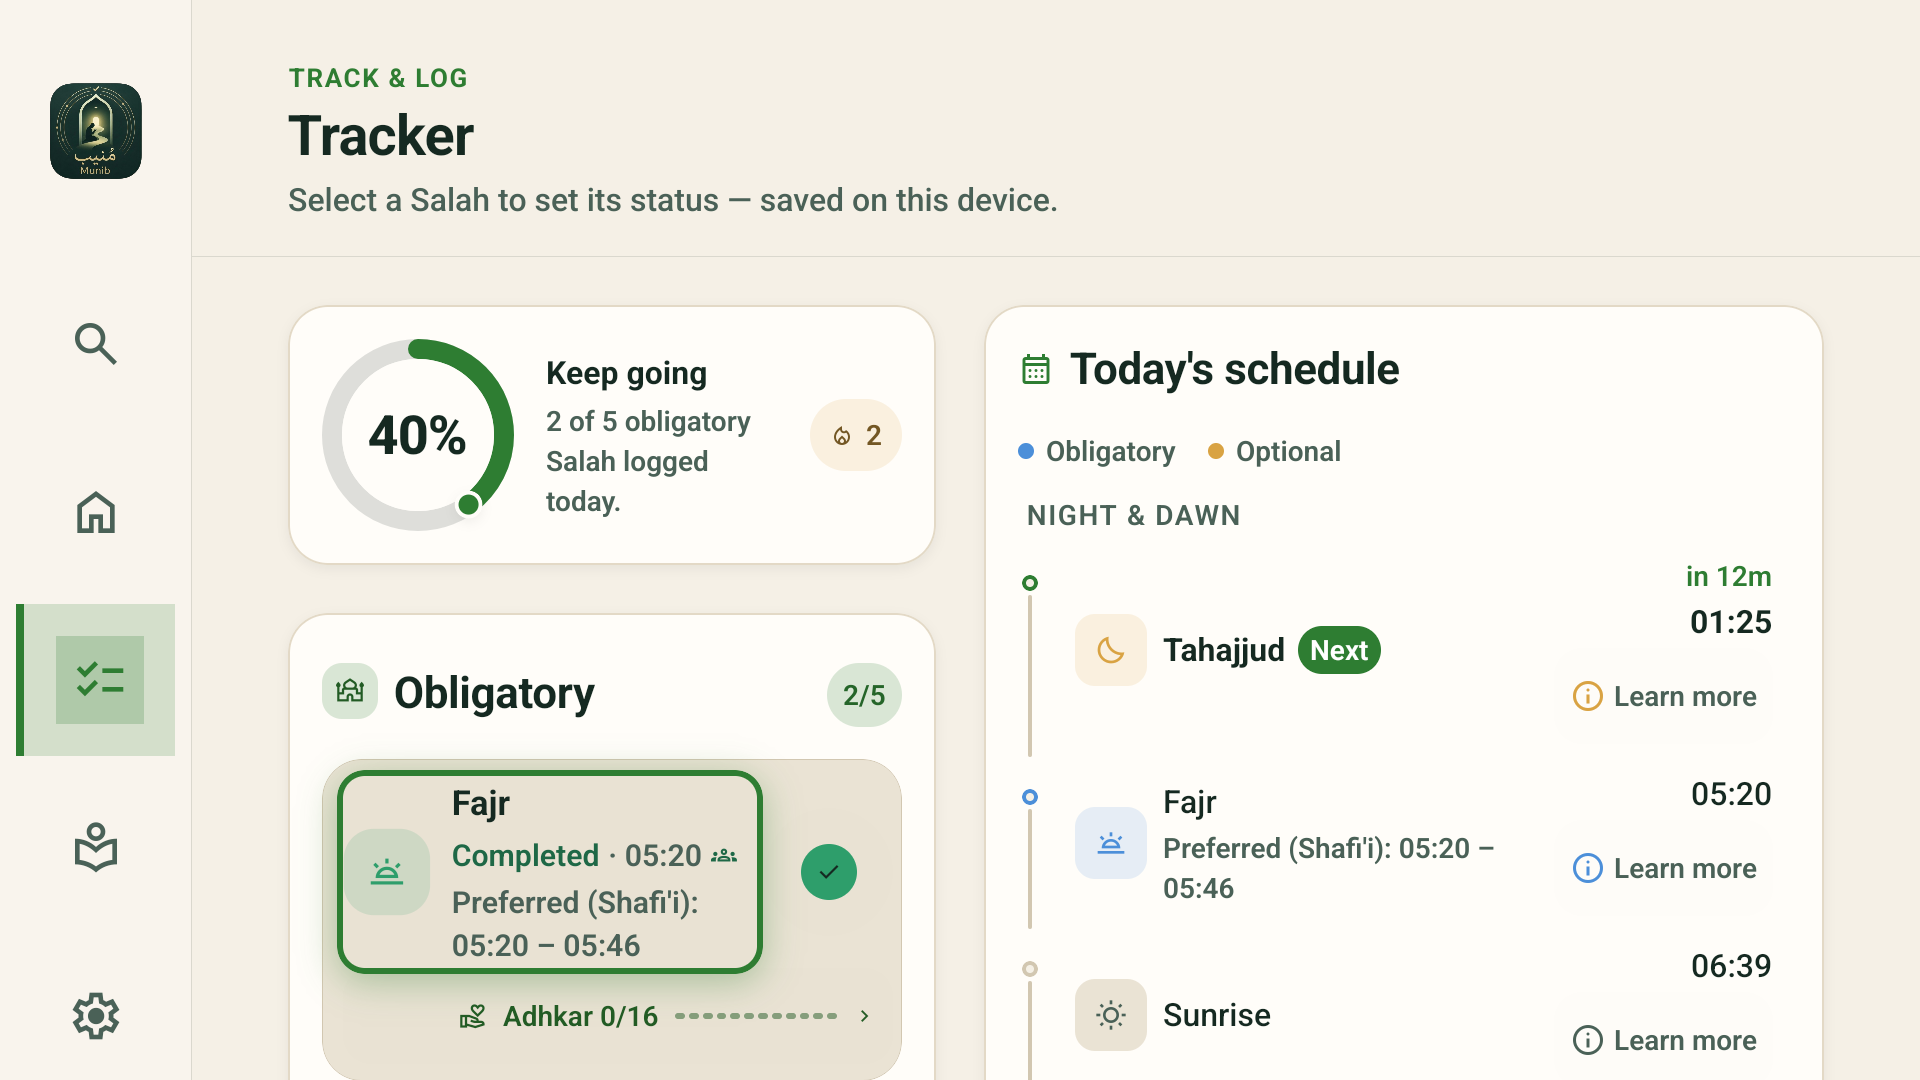 مُنيب
Munib
TRACK & LOG
Tracker
Select a Salah to set its status — saved on this device.
40%
Keep going
2 of 5 obligatory
Salah logged
today.
2
Obligatory
2/5
Fajr
Completed · 05:20
Preferred (Shafi'i):
05:20 – 05:46
Adhkar 0/16
Today's schedule
Obligatory
Optional
NIGHT & DAWN
in 12m
01:25
Tahajjud
Next
Learn more
Fajr
05:20
Preferred (Shafi'i): 05:20 –
05:46
Learn more
06:39
Sunrise
Learn more